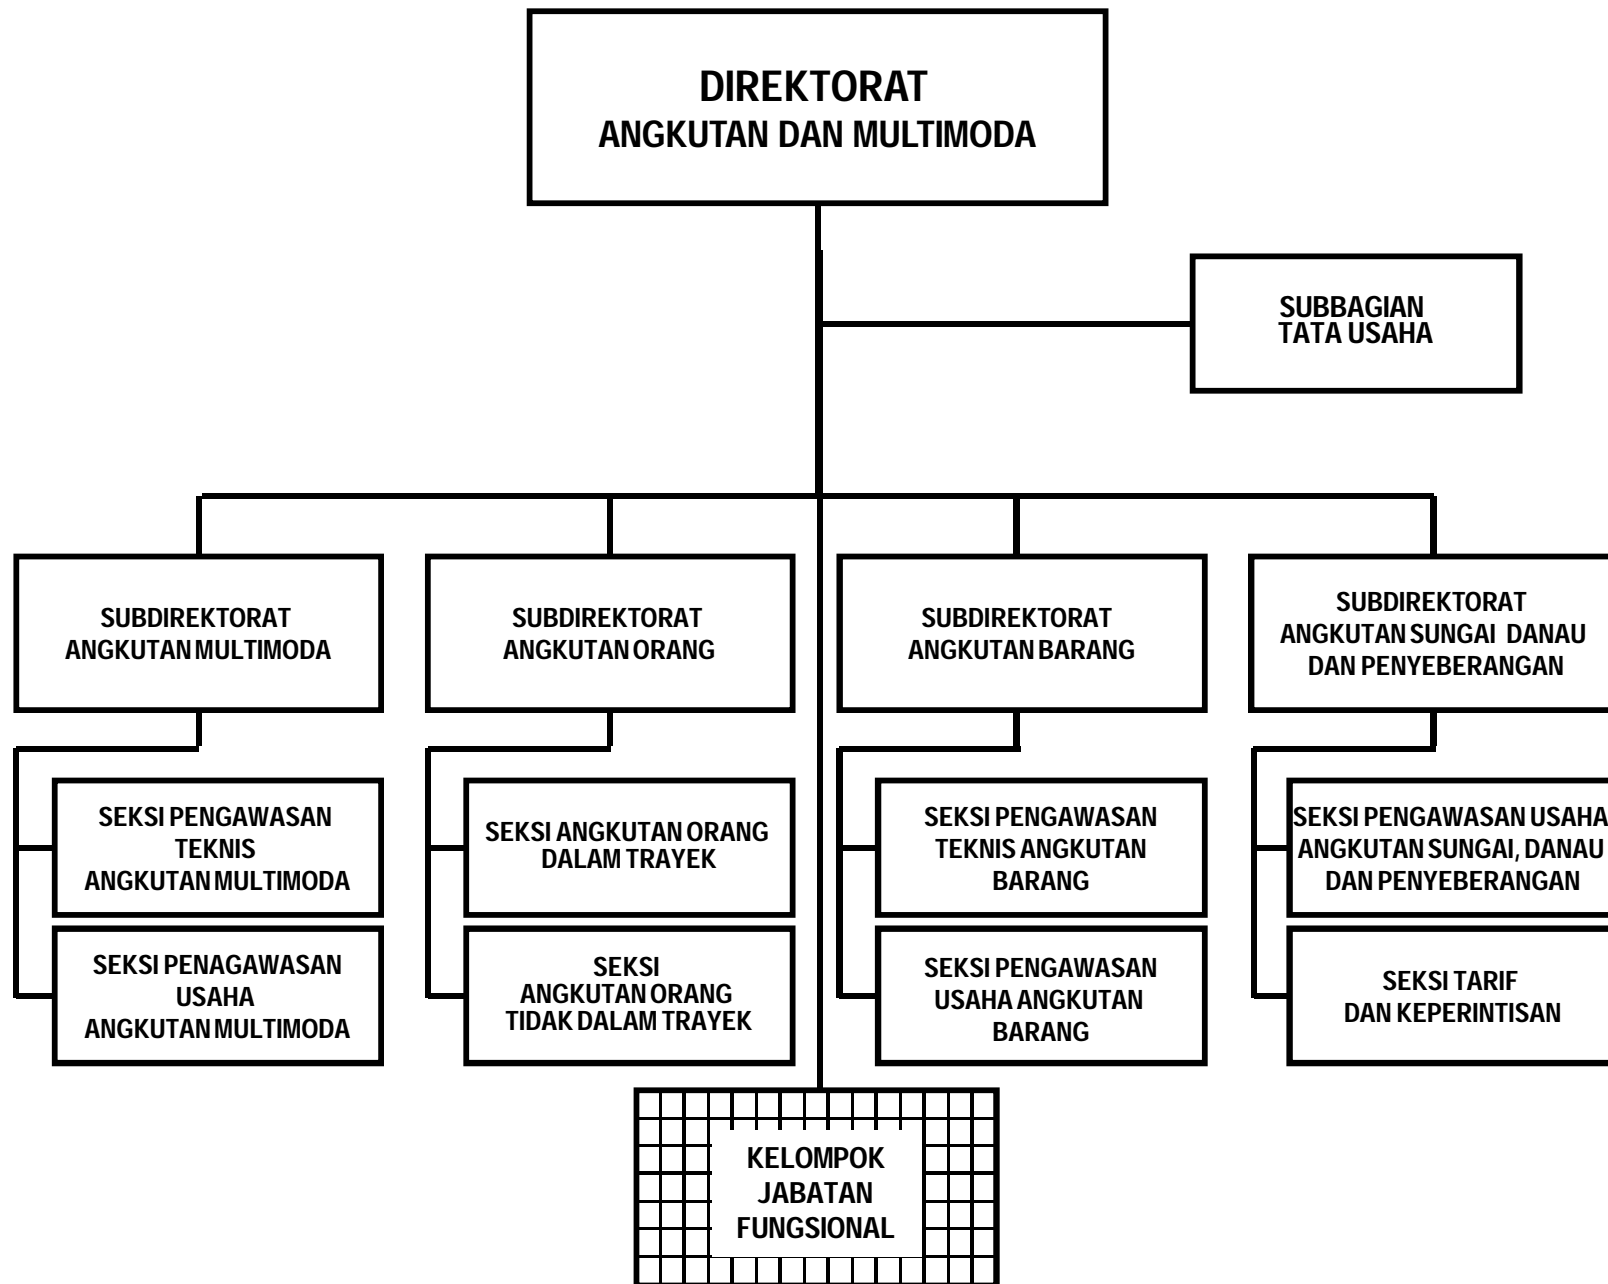 DIREKTORAT
ANGKUTAN DAN MULTIMODA
SUBBAGIAN
TATA USAHA
SUBDIREKTORAT
ANGKUTAN MULTIMODA
SUBDIREKTORAT
ANGKUTAN ORANG
SUBDIREKTORAT
ANGKUTAN BARANG
SUBDIREKTORAT
ANGKUTAN SUNGAI DANAU
DAN PENYEBERANGAN
SEKSI PENGAWASAN
TEKNIS
ANGKUTAN MULTIMODA
SEKSI ANGKUTAN ORANG
DALAM TRAYEK
SEKSI PENGAWASAN
TEKNIS ANGKUTAN
BARANG
SEKSI PENGAWASAN USAHA
ANGKUTAN SUNGAI, DANAU
DAN PENYEBERANGAN
SEKSI PENAGAWASAN
USAHA
ANGKUTAN MULTIMODA
SEKSI
ANGKUTAN ORANG
TIDAK DALAM TRAYEK
SEKSI PENGAWASAN
USAHA ANGKUTAN
BARANG
SEKSI TARIF
DAN KEPERINTISAN
KELOMPOK
JABATAN
FUNGSIONAL